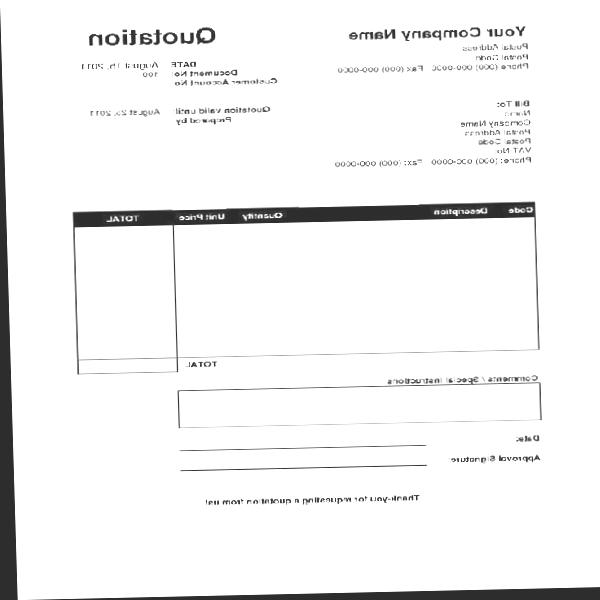 Your Company Name
Postal Address
Postal Code
Phone (000) 000-0000 Fax (000) 000-0000
Quotation
DATE August 15, 2011
Document No 100
Customer Account No
Bill To:
Name
Company Name
Postal Address
Postal Code
VAT No
Phone: (000) 000-0000 Fax: (000) 000-0000
Quotation valid until August 25, 2011
Prepared by
Code Description Quantity Unit Price TOTAL
TOTAL
Comments / Special Instructions
Date:
Approval Signature
Thank-you for requesting a quotation from us!